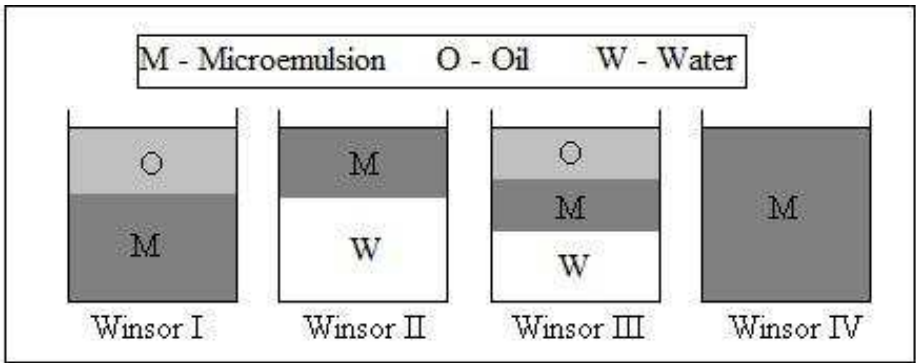 M - Microemulsion O - Oil W - Water
O M
M W
O M W
M
Winsor I Winsor II Winsor III Winsor IV